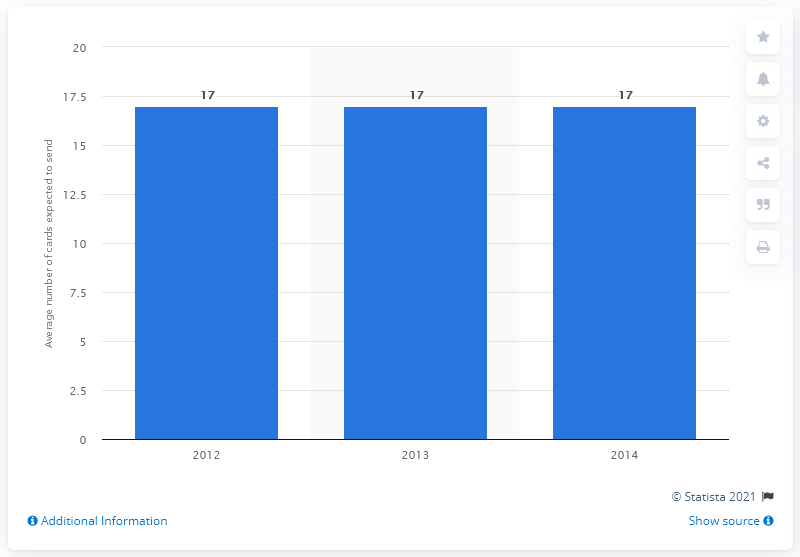 Average number of cards expected to send
20
17.5
15
12.5
10
7.5
5
2.5
0
17 17 17
2012 2013 2014
© Statista 2021
Additional Information Show source